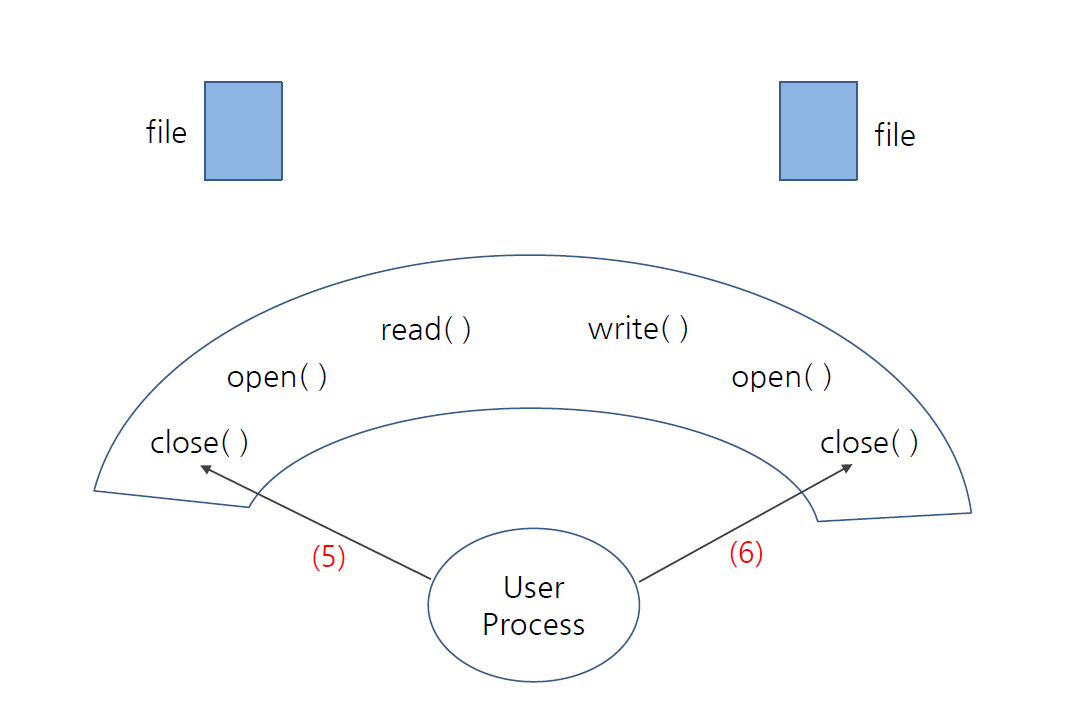 file
file
read( )
write( )
open( )
open( )
close( )
close( )
(5)
(6)
User
Process